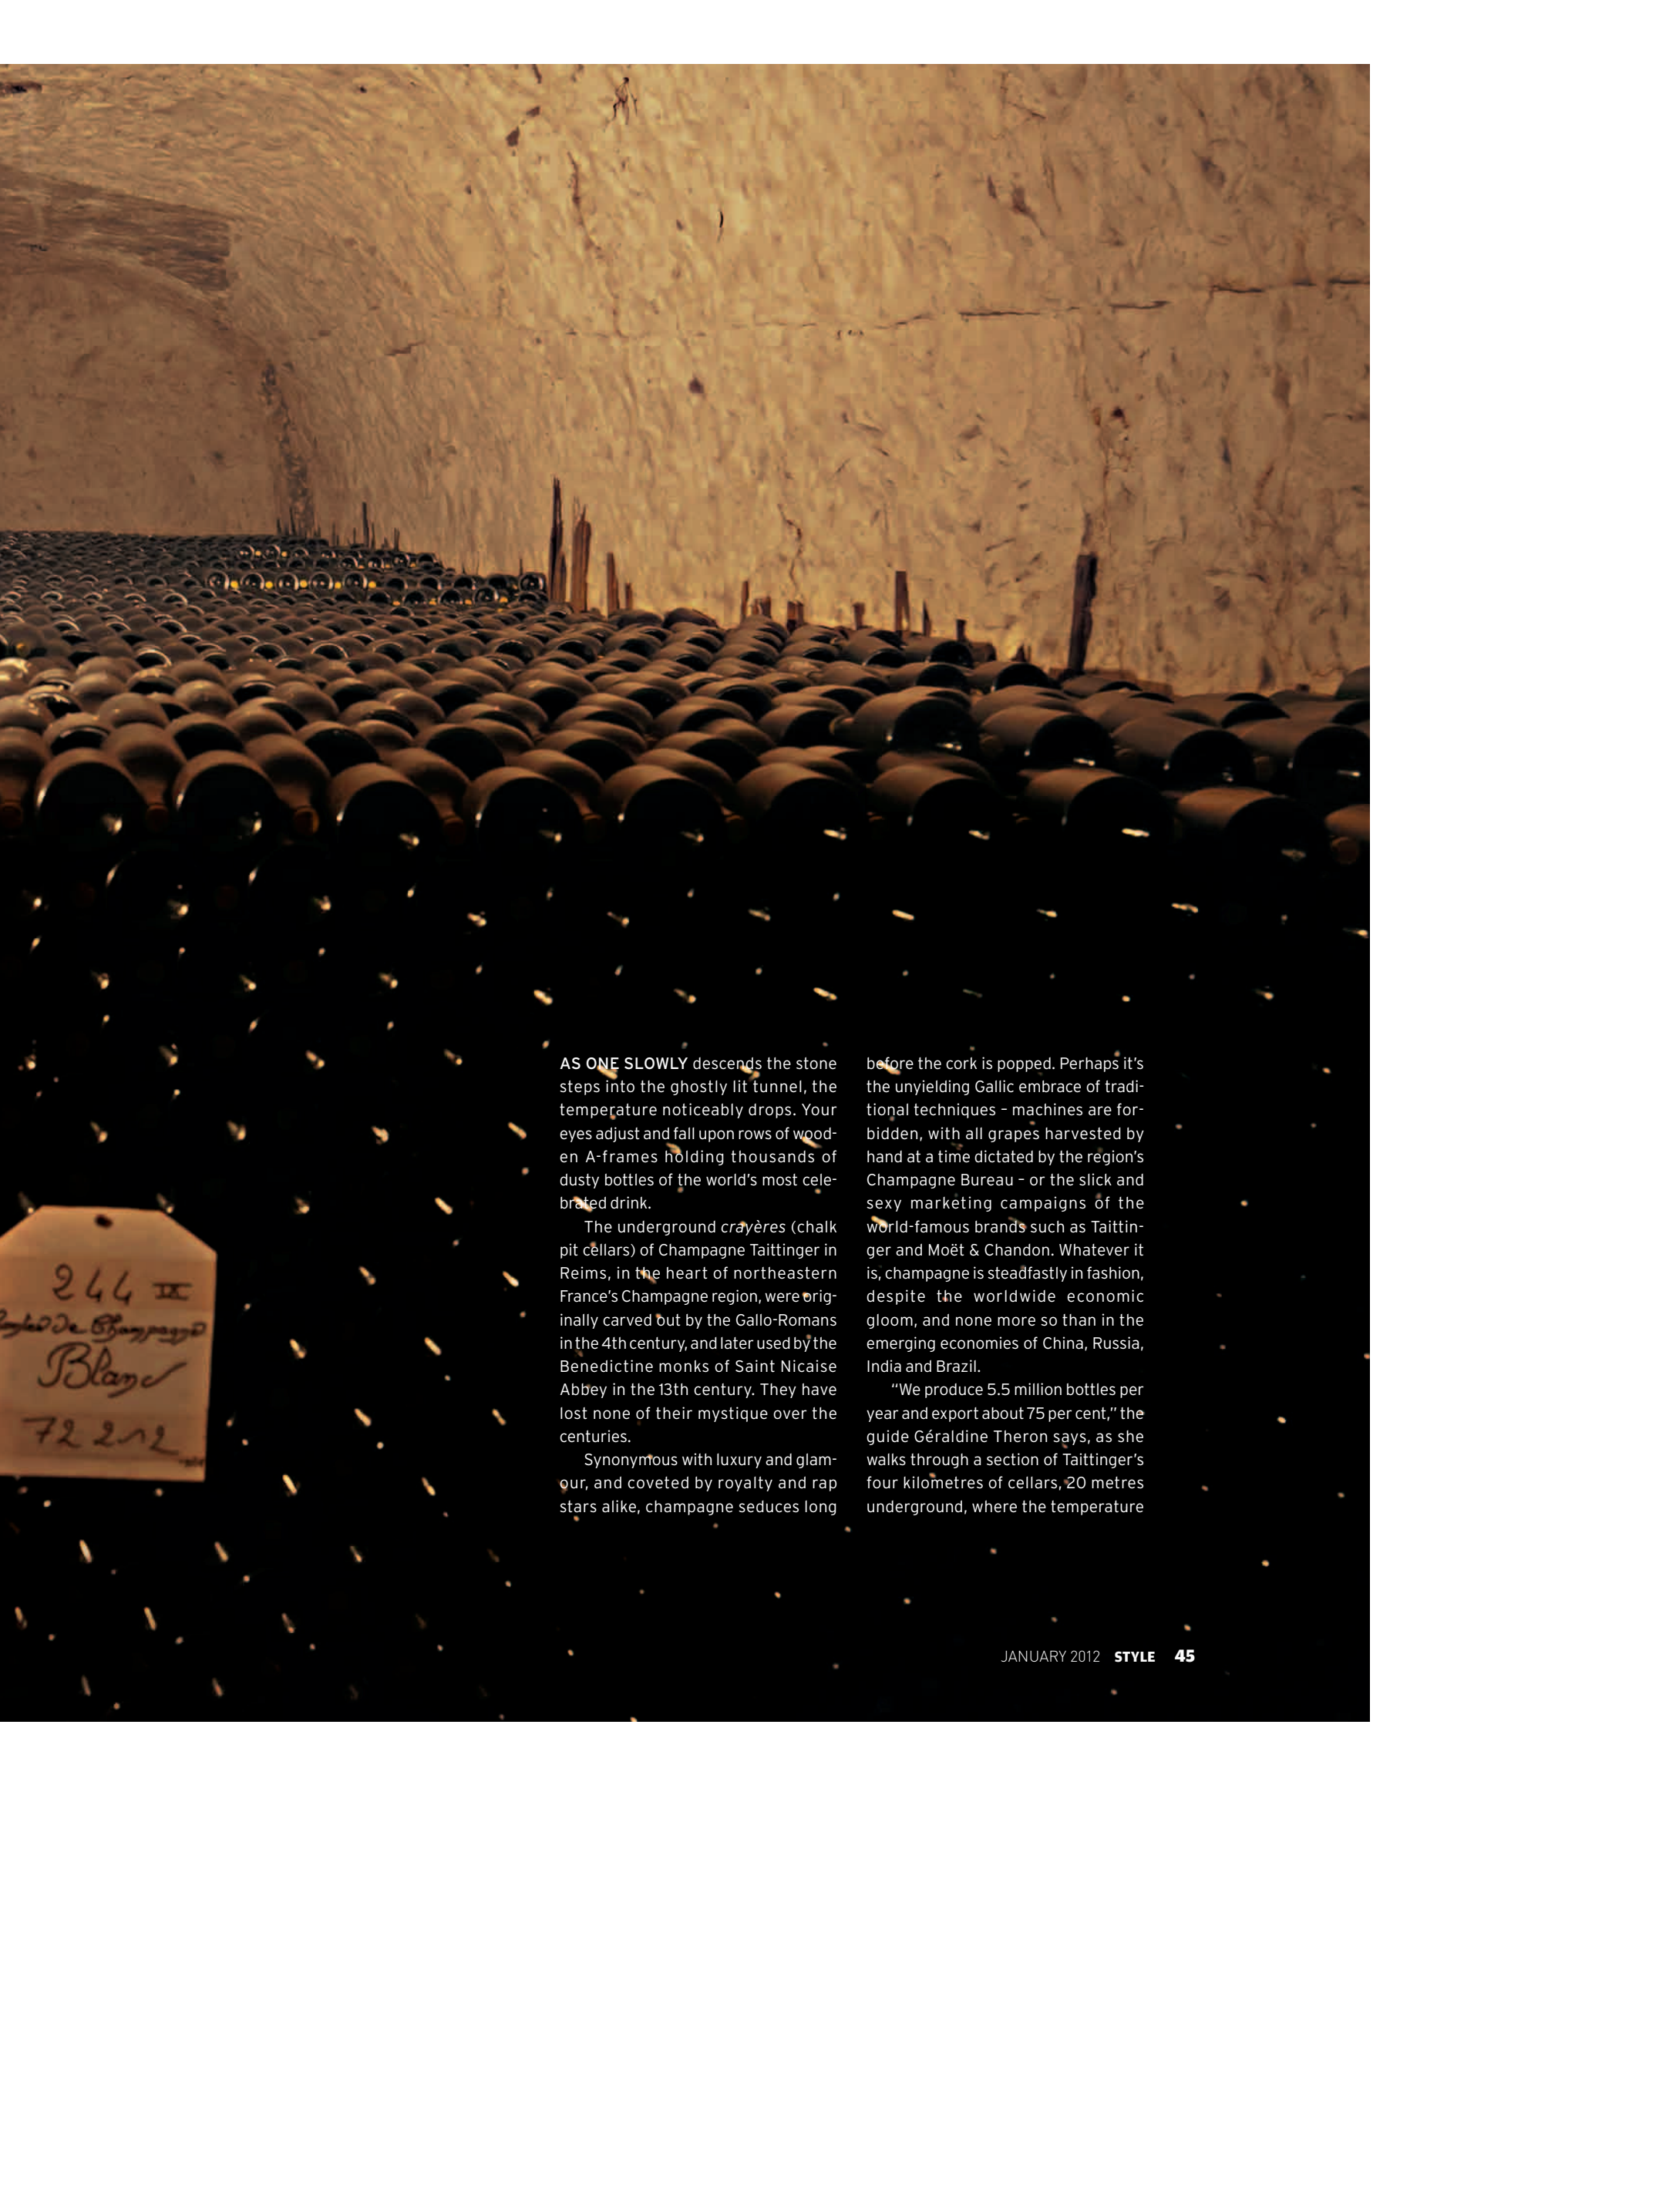 AS ONE SLOWLY descends the stone
steps into the ghostly lit tunnel, the
temperature noticeably drops. Your
eyes adjust and fall upon rows of wood-
en A-frames holding thousands of
dusty bottles of the world's most cele-
brated drink.
The underground crayères (chalk
pit cellars) of Champagne Taittinger in
Reims, in the heart of northeastern
France's Champagne region, were orig-
inally carved out by the Gallo-Romans
in the 4th century, and later used by the
Benedictine monks of Saint Nicaise
Abbey in the 13th century. They have
lost none of their mystique over the
centuries.
Synonymous with luxury and glam-
our, and coveted by royalty and rap
stars alike, champagne seduces long
before the cork is popped. Perhaps it's
the unyielding Gallic embrace of tradi-
tional techniques – machines are for-
bidden, with all grapes harvested by
hand at a time dictated by the region's
Champagne Bureau – or the slick and
sexy marketing campaigns of the
world-famous brands such as Taittin-
ger and Moët & Chandon. Whatever it
is, champagne is steadfastly in fashion,
despite the worldwide economic
gloom, and none more so than in the
emerging economies of China, Russia,
India and Brazil.
"We produce 5.5 million bottles per
year and export about 75 per cent," the
guide Géraldine Theron says, as she
walks through a section of Taittinger's
four kilometres of cellars, 20 metres
underground, where the temperature
244 IX
De Champagne
Blanc
72 212
JANUARY 2012 STYLE 45